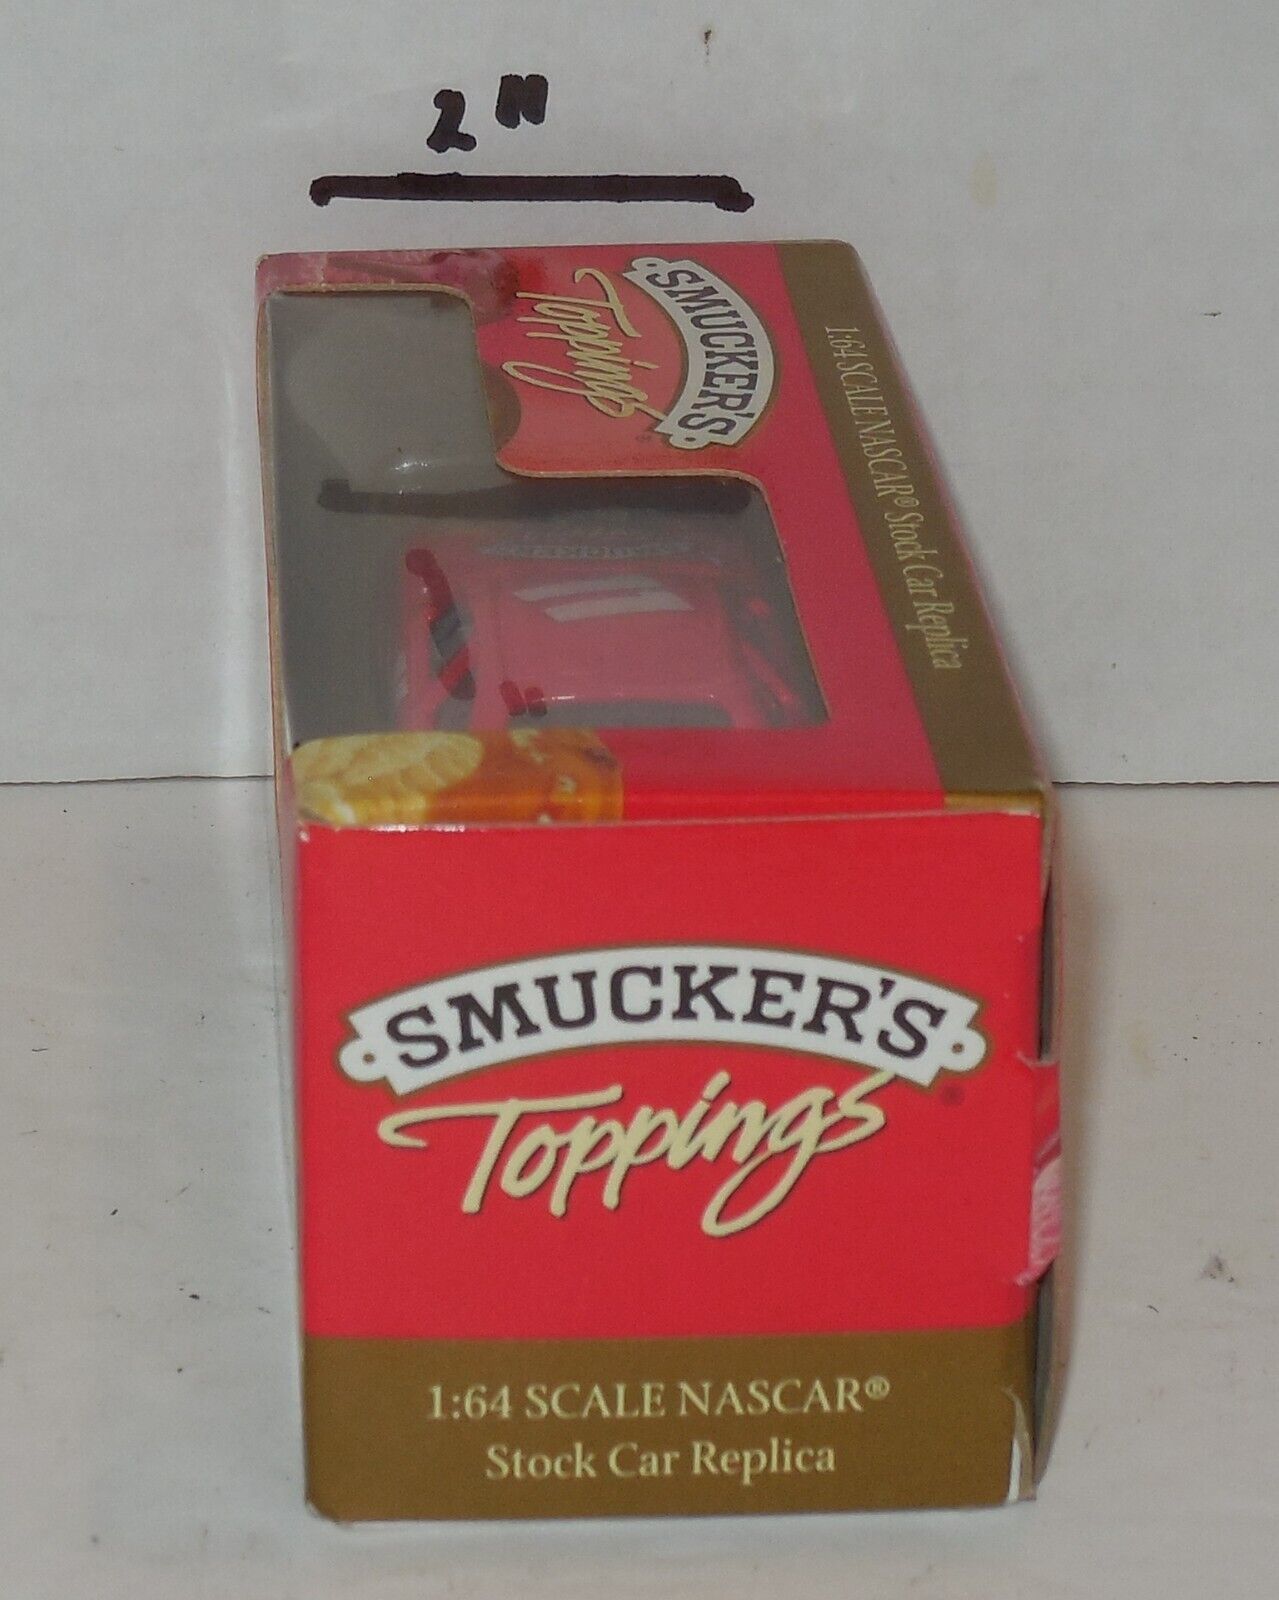 2"
SMUCKER'S
Toppings
®
1:64 SCALE NASCAR® Stock Car Replica
SMUCKER'S
Toppings
®
1:64 SCALE NASCAR®
Stock Car Replica